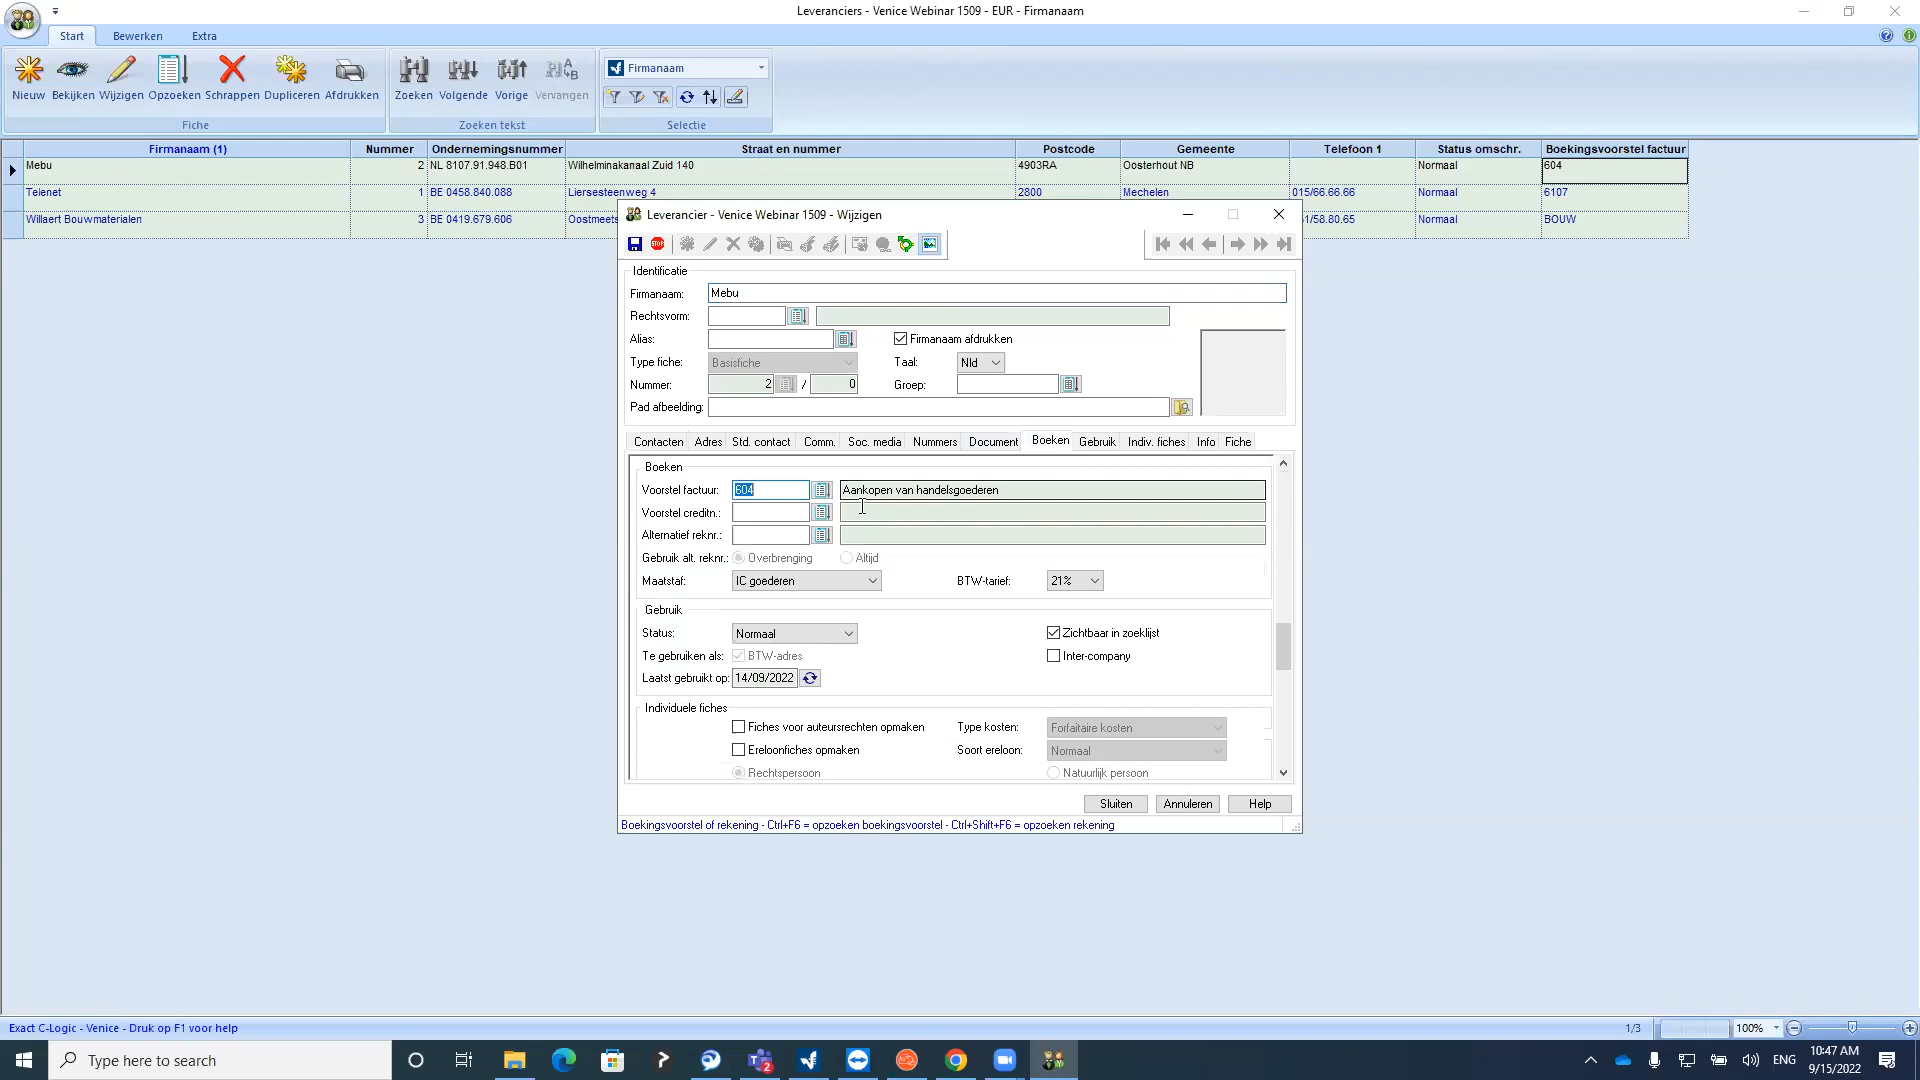 Leveranciers - Venice Webinar 1509 - EUR - Firmanaam
Start Bewerken Extra
Nieuw Bekijken Wijzigen Opzoeken Schrappen Dupliceren Afdrukken Zoeken Volgende Vorige Vervangen Firmanaam
Fiche Zoeken tekst Selectie
Firmanaam (1) Nummer Ondernemingsnummer Straat en nummer Postcode Gemeente Telefoon 1 Status omschr. Boekingsvoorstel factuur
Mebu 2 NL 8107.91.948.B01 Wilhelminakanaal Zuid 140 4903RA Oosterhout NB Normaal 604
Telenet 1 BE 0458.840.088 Liersesteenweg 4 2800 Mechelen 015/66.66.66 Normaal 6107
Willaert Bouwmaterialen 3 BE 0419.679.606 Oostmeets 1/58.80.65 Normaal BOUW
Leverancier - Venice Webinar 1509 - Wijzigen
STOP
Identificatie
Firmanaam: Mebu
Rechtsvorm:
Alias: Firmanaam afdrukken
Type fiche: Basisfiche Taal: Nld
Nummer: 2 / 0 Groep:
Pad afbeelding:
Contacten Adres Std. contact Comm. Soc. media Nummers Document Boeken Gebruik Indiv. fiches Info Fiche
Boeken
Voorstel factuur: 604 Aankopen van handelsgoederen
Voorstel creditn.:
Alternatief reknr.:
Gebruik alt. reknr.: Overbrenging Altijd
Maatstaf: IC goederen BTW-tarief: 21%
Gebruik
Status: Normaal Zichtbaar in zoeklijst
Te gebruiken als: BTW-adres Inter-company
Laatst gebruikt op: 14/09/2022
Individuele fiches
Fiches voor auteursrechten opmaken Type kosten: Forfaitaire kosten
Ereloonfiches opmaken Soort ereloon: Normaal
Rechtspersoon Natuurlijk persoon
Sluiten Annuleren Help
Boekingsvoorstel of rekening - Ctrl+F6 = opzoeken boekingsvoorstel - Ctrl+Shift+F6 = opzoeken rekening
Exact C-Logic - Venice - Druk op F1 voor help 1/3 100%
Type here to search ENG 10:47 AM
9/15/2022